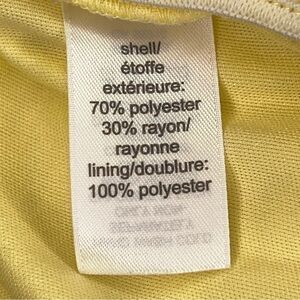 shell/
étoffe
extérieure:
70% polyester
30% rayon/
rayonne
lining/doublure:
100% polyester